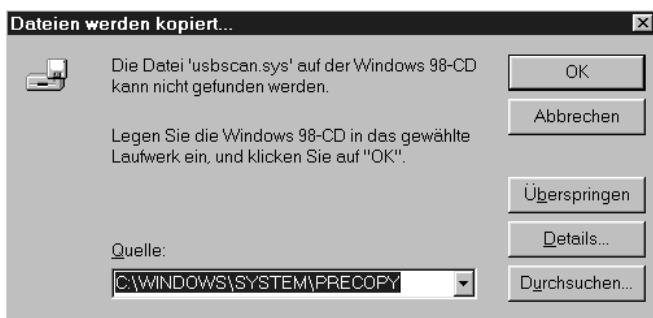 Dateien werden kopiert...
Die Datei 'usbscan.sys' auf der Windows 98-CD
kann nicht gefunden werden.
Legen Sie die Windows 98-CD in das gewählte
Laufwerk ein, und klicken Sie auf "OK".
Quelle:
C:\WINDOWS\SYSTEM\PRECOPY
OK
Abbrechen
Überspringen
Details...
Durchsuchen...